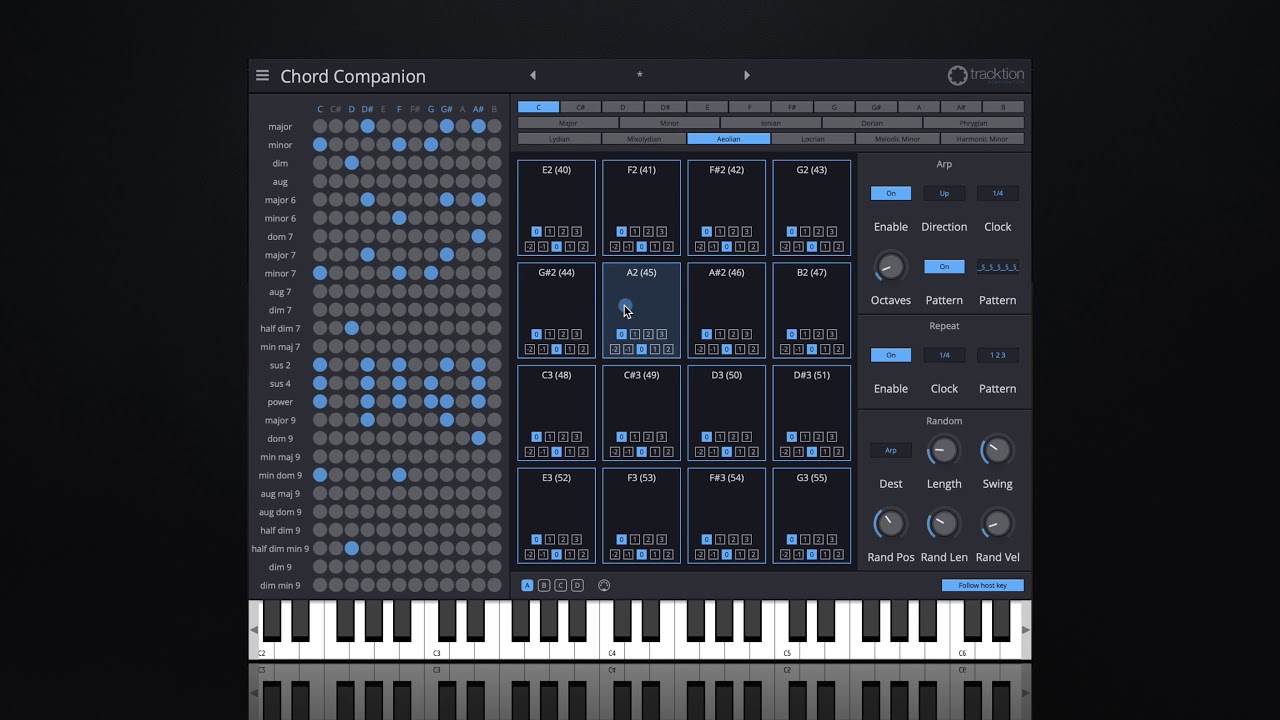 Chord Companion
*
tracktion
C C# D D# E F F# G G# A A# B
major
minor
dim
aug
major 6
minor 6
dom 7
major 7
minor 7
aug 7
dim 7
half dim 7
min maj 7
sus 2
sus 4
power
major 9
dom 9
min maj 9
min dom 9
aug maj 9
aug dom 9
half dim 9
half dim min 9
dim 9
dim min 9
C C# D D# E F F# G G# A A# B
Major Minor Ionian Dorian Phrygian
Lydian Mixolydian Aeolian Locrian Melodic Minor Harmonic Minor
E2 (40) F2 (41) F#2 (42) G2 (43)
0 1 2 3 0 1 2 3 0 1 2 3 0 1 2 3
-2 -1 0 1 2 -2 -1 0 1 2 -2 -1 0 1 2 -2 -1 0 1 2
G#2 (44) A2 (45) A#2 (46) B2 (47)
0 1 2 3 0 1 2 3 0 1 2 3 0 1 2 3
-2 -1 0 1 2 -2 -1 0 1 2 -2 -1 0 1 2 -2 -1 0 1 2
C3 (48) C#3 (49) D3 (50) D#3 (51)
0 1 2 3 0 1 2 3 0 1 2 3 0 1 2 3
-2 -1 0 1 2 -2 -1 0 1 2 -2 -1 0 1 2 -2 -1 0 1 2
E3 (52) F3 (53) F#3 (54) G3 (55)
0 1 2 3 0 1 2 3 0 1 2 3 0 1 2 3
-2 -1 0 1 2 -2 -1 0 1 2 -2 -1 0 1 2 -2 -1 0 1 2
Arp
On Up 1/4
Enable Direction Clock
On _5_5_5_5_5_
Octaves Pattern Pattern
Repeat
On 1/4 1 2 3
Enable Clock Pattern
Random
Arp
Dest Length Swing
Rand Pos Rand Len Rand Vel
A B C D
Follow host key
C2 C3 C4 C5 C6